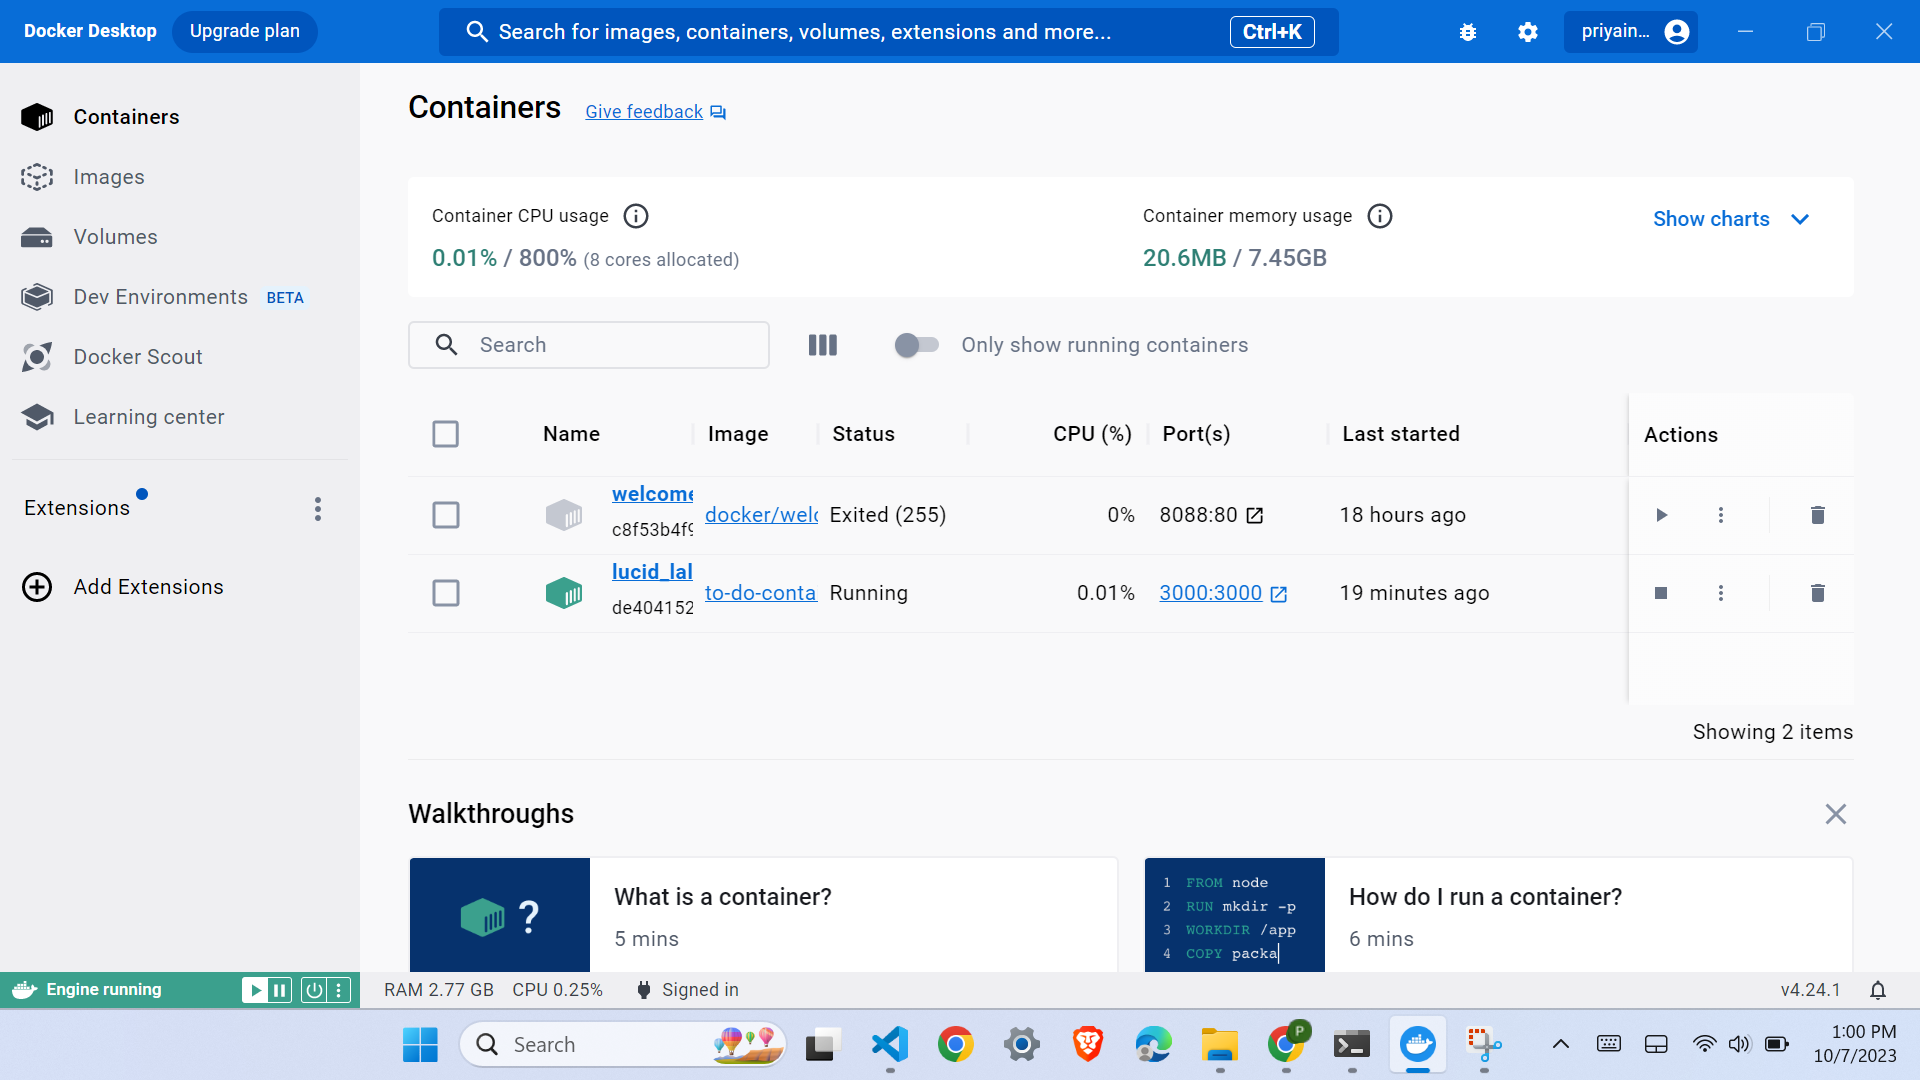 Docker Desktop Upgrade plan Search for images, containers, volumes, extensions and more... Ctrl+K priyain...
Containers
Images
Volumes
Dev Environments BETA
Docker Scout
Learning center
Extensions
Add Extensions
Containers Give feedback
Container CPU usage
0.01% / 800% (8 cores allocated)
Container memory usage
20.6MB / 7.45GB
Show charts
Search Only show running containers
Name Image Status CPU (%) Port(s) Last started Actions
welcome
c8f53b4f9
docker/welc Exited (255) 0% 8088:80 18 hours ago
lucid_lal
de404152
to-do-conta Running 0.01% 3000:3000 19 minutes ago
Showing 2 items
Walkthroughs
?
What is a container?
5 mins
1 FROM node
2 RUN mkdir -p
3 WORKDIR /app
4 COPY packa
How do I run a container?
6 mins
Engine running RAM 2.77 GB CPU 0.25% Signed in v4.24.1
Search P 1:00 PM
10/7/2023